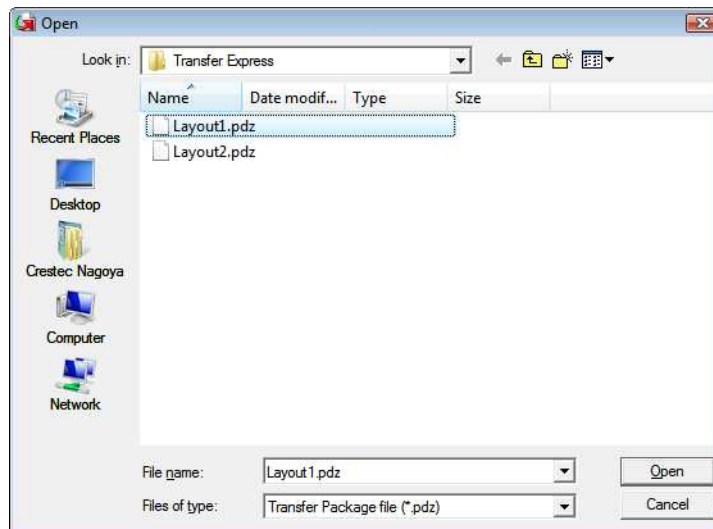 Open
Look in: Transfer Express
Name Date modif... Type Size
Recent Places
Desktop
Crestec Nagoya
Computer
Network
Layout1.pdz
Layout2.pdz
File name: Layout1.pdz Open
Files of type: Transfer Package file (*.pdz) Cancel